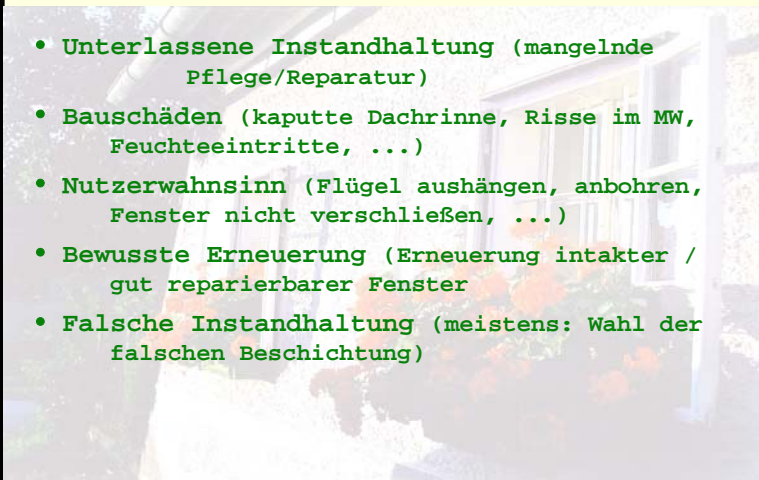 • Unterlassene Instandhaltung (mangelnde
Pflege/Reparatur)
• Bauschäden (kaputte Dachrinne, Risse im MW,
Feuchteeintritte, ...)
• Nutzerwahnsinn (Flügel aushängen, anbohren,
Fenster nicht verschließen, ...)
• Bewusste Erneuerung (Erneuerung intakter /
gut reparierbarer Fenster
• Falsche Instandhaltung (meistens: Wahl der
falschen Beschichtung)